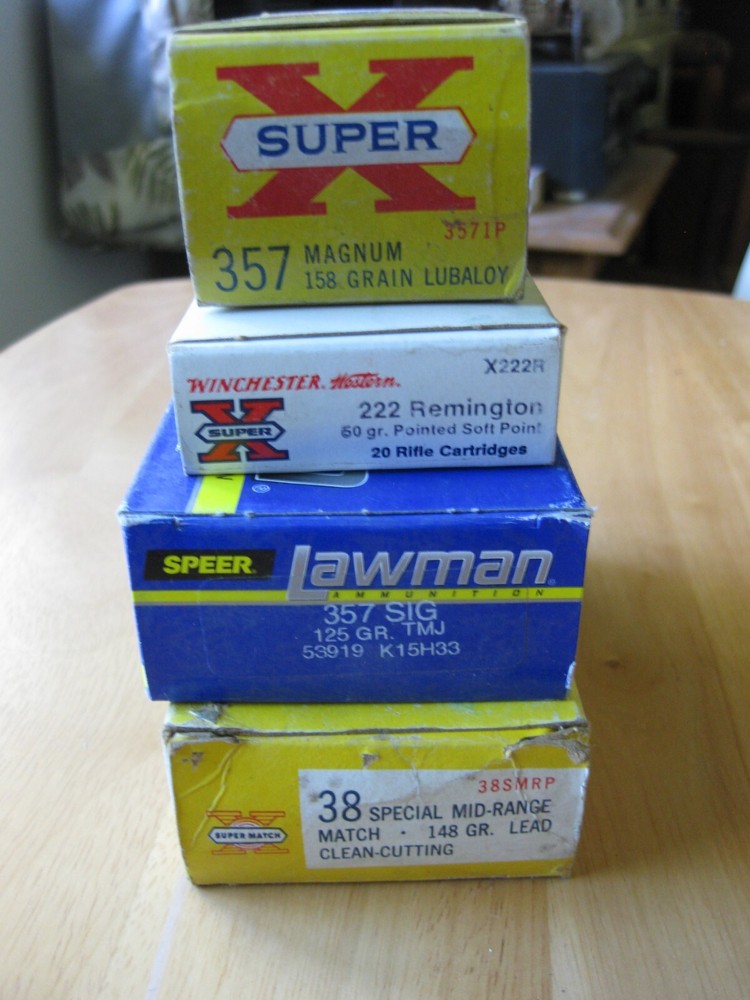 X
SUPER
3571P
357 MAGNUM
158 GRAIN LUBALOY
WINCHESTER. Western.
X222R
X
SUPER
222 Remington
50 gr. Pointed Soft Point
20 Rifle Cartridges
®
SPEER
Lawman
AMMUNITION
357 SIG
125 GR. TMJ
53919 K15H33
38SMRP
38 SPECIAL MID-RANGE
MATCH · 148 GR. LEAD
CLEAN-CUTTING
X
SUPER MATCH